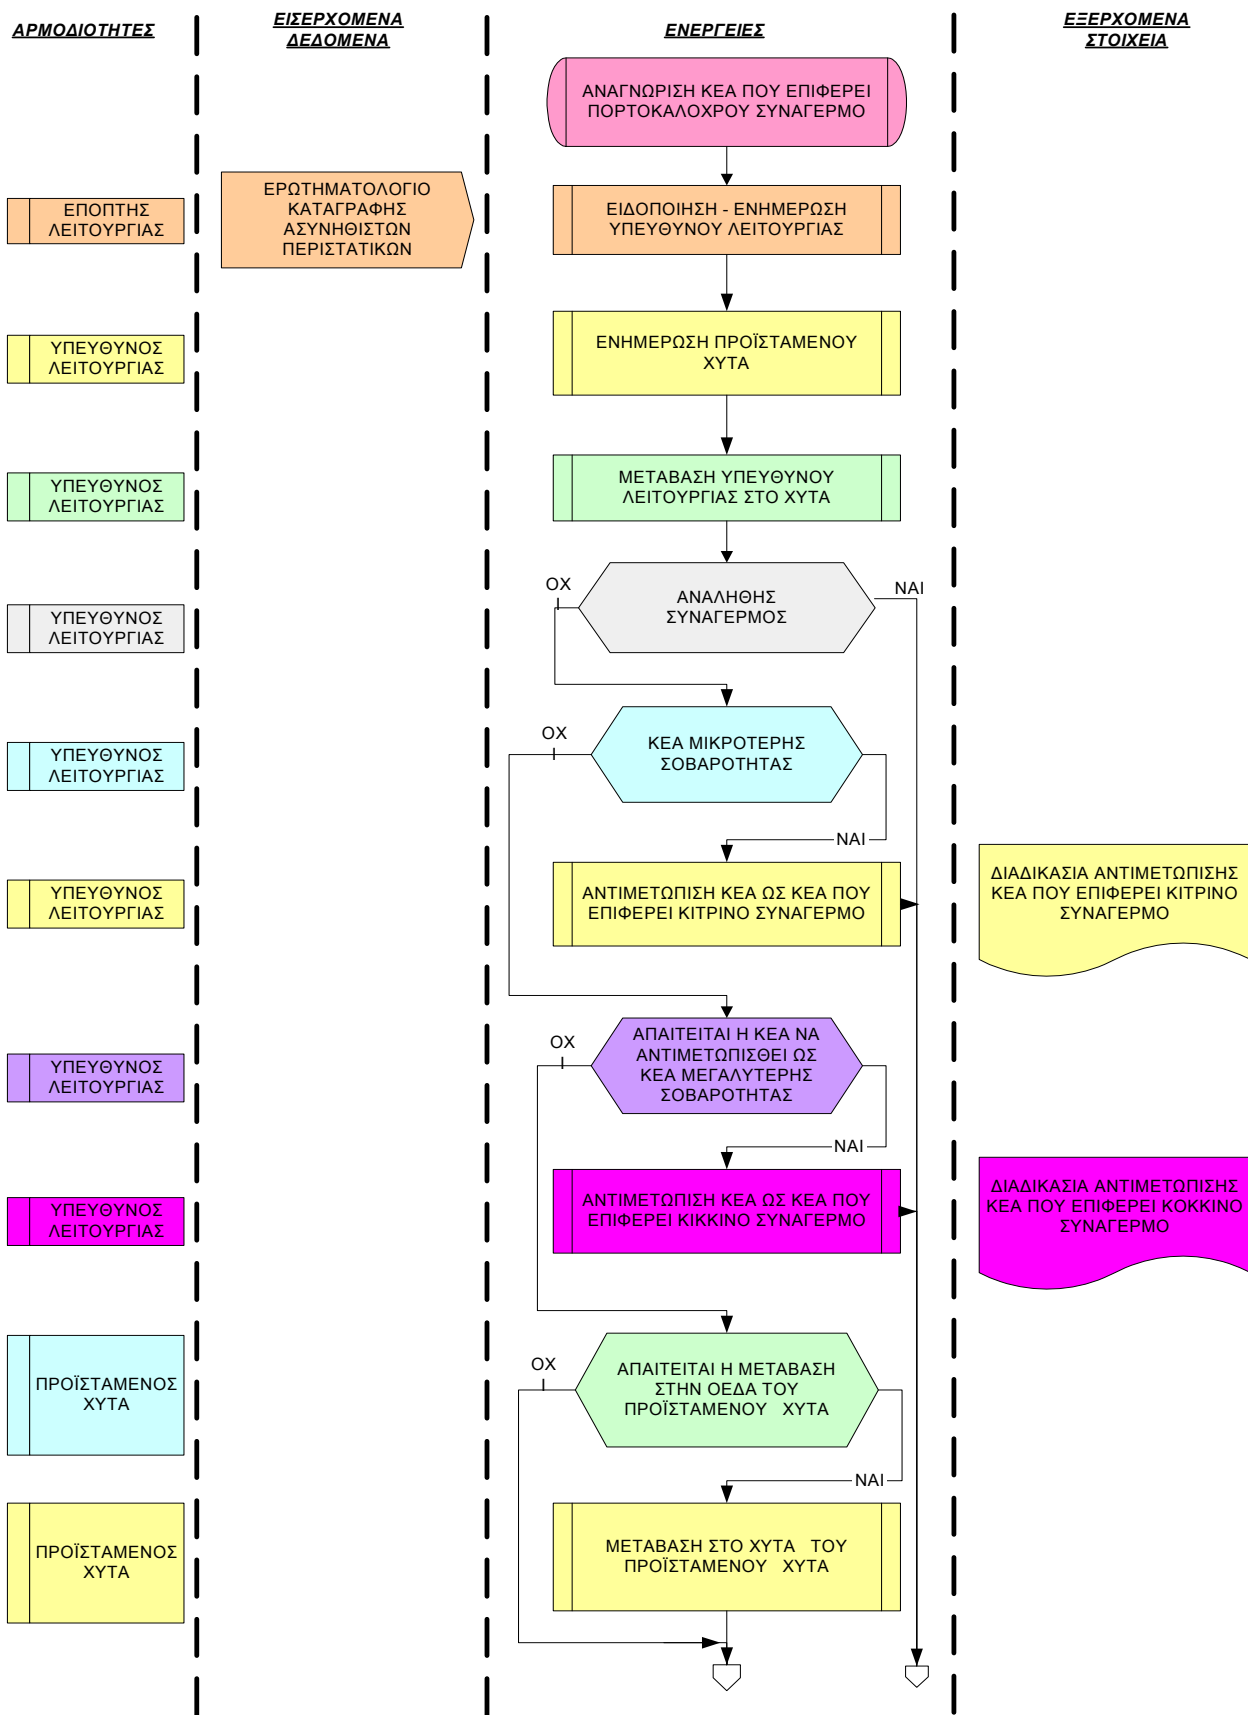 ΑΡΜΟΔΙΟΤΗΤΕΣ
ΕΙΣΕΡΧΟΜΕΝΑ
ΔΕΔΟΜΕΝΑ
ΕΝΕΡΓΕΙΕΣ
ΕΞΕΡΧΟΜΕΝΑ
ΣΤΟΙΧΕΙΑ
ΑΝΑΓΝΩΡΙΣΗ ΚΕΑ ΠΟΥ ΕΠΙΦΕΡΕΙ
ΠΟΡΤΟΚΑΛΟΧΡΟΥ ΣΥΝΑΓΕΡΜΟ
ΕΠΟΠΤΗΣ
ΛΕΙΤΟΥΡΓΙΑΣ
ΕΡΩΤΗΜΑΤΟΛΟΓΙΟ
ΚΑΤΑΓΡΑΦΗΣ
ΑΣΥΝΗΘΙΣΤΩΝ
ΠΕΡΙΣΤΑΤΙΚΩΝ
ΕΙΔΟΠΟΙΗΣΗ - ΕΝΗΜΕΡΩΣΗ
ΥΠΕΥΘΥΝΟΥ ΛΕΙΤΟΥΡΓΙΑΣ
ΥΠΕΥΘΥΝΟΣ
ΛΕΙΤΟΥΡΓΙΑΣ
ΕΝΗΜΕΡΩΣΗ ΠΡΟΪΣΤΑΜΕΝΟΥ
ΧΥΤΑ
ΥΠΕΥΘΥΝΟΣ
ΛΕΙΤΟΥΡΓΙΑΣ
ΜΕΤΑΒΑΣΗ ΥΠΕΥΘΥΝΟΥ
ΛΕΙΤΟΥΡΓΙΑΣ ΣΤΟ ΧΥΤΑ
ΥΠΕΥΘΥΝΟΣ
ΛΕΙΤΟΥΡΓΙΑΣ
ΟΧ
ΑΝΑΛΗΘΗΣ
ΣΥΝΑΓΕΡΜΟΣ
ΝΑΙ
ΥΠΕΥΘΥΝΟΣ
ΛΕΙΤΟΥΡΓΙΑΣ
ΟΧ
ΚΕΑ ΜΙΚΡΟΤΕΡΗΣ
ΣΟΒΑΡΟΤΗΤΑΣ
ΝΑΙ
ΥΠΕΥΘΥΝΟΣ
ΛΕΙΤΟΥΡΓΙΑΣ
ΑΝΤΙΜΕΤΩΠΙΣΗ ΚΕΑ ΩΣ ΚΕΑ ΠΟΥ
ΕΠΙΦΕΡΕΙ ΚΙΤΡΙΝΟ ΣΥΝΑΓΕΡΜΟ
ΔΙΑΔΙΚΑΣΙΑ ΑΝΤΙΜΕΤΩΠΙΣΗΣ
ΚΕΑ ΠΟΥ ΕΠΙΦΕΡΕΙ ΚΙΤΡΙΝΟ
ΣΥΝΑΓΕΡΜΟ
ΥΠΕΥΘΥΝΟΣ
ΛΕΙΤΟΥΡΓΙΑΣ
ΟΧ
ΑΠΑΙΤΕΙΤΑΙ Η ΚΕΑ ΝΑ
ΑΝΤΙΜΕΤΩΠΙΣΘΕΙ ΩΣ
ΚΕΑ ΜΕΓΑΛΥΤΕΡΗΣ
ΣΟΒΑΡΟΤΗΤΑΣ
ΝΑΙ
ΥΠΕΥΘΥΝΟΣ
ΛΕΙΤΟΥΡΓΙΑΣ
ΑΝΤΙΜΕΤΩΠΙΣΗ ΚΕΑ ΩΣ ΚΕΑ ΠΟΥ
ΕΠΙΦΕΡΕΙ ΚΙΚΚΙΝΟ ΣΥΝΑΓΕΡΜΟ
ΔΙΑΔΙΚΑΣΙΑ ΑΝΤΙΜΕΤΩΠΙΣΗΣ
ΚΕΑ ΠΟΥ ΕΠΙΦΕΡΕΙ ΚΟΚΚΙΝΟ
ΣΥΝΑΓΕΡΜΟ
ΠΡΟΪΣΤΑΜΕΝΟΣ
ΧΥΤΑ
ΟΧ
ΑΠΑΙΤΕΙΤΑΙ Η ΜΕΤΑΒΑΣΗ
ΣΤΗΝ ΟΕΔΑ ΤΟΥ
ΠΡΟΪΣΤΑΜΕΝΟΥ ΧΥΤΑ
ΝΑΙ
ΠΡΟΪΣΤΑΜΕΝΟΣ
ΧΥΤΑ
ΜΕΤΑΒΑΣΗ ΣΤΟ ΧΥΤΑ ΤΟΥ
ΠΡΟΪΣΤΑΜΕΝΟΥ ΧΥΤΑ